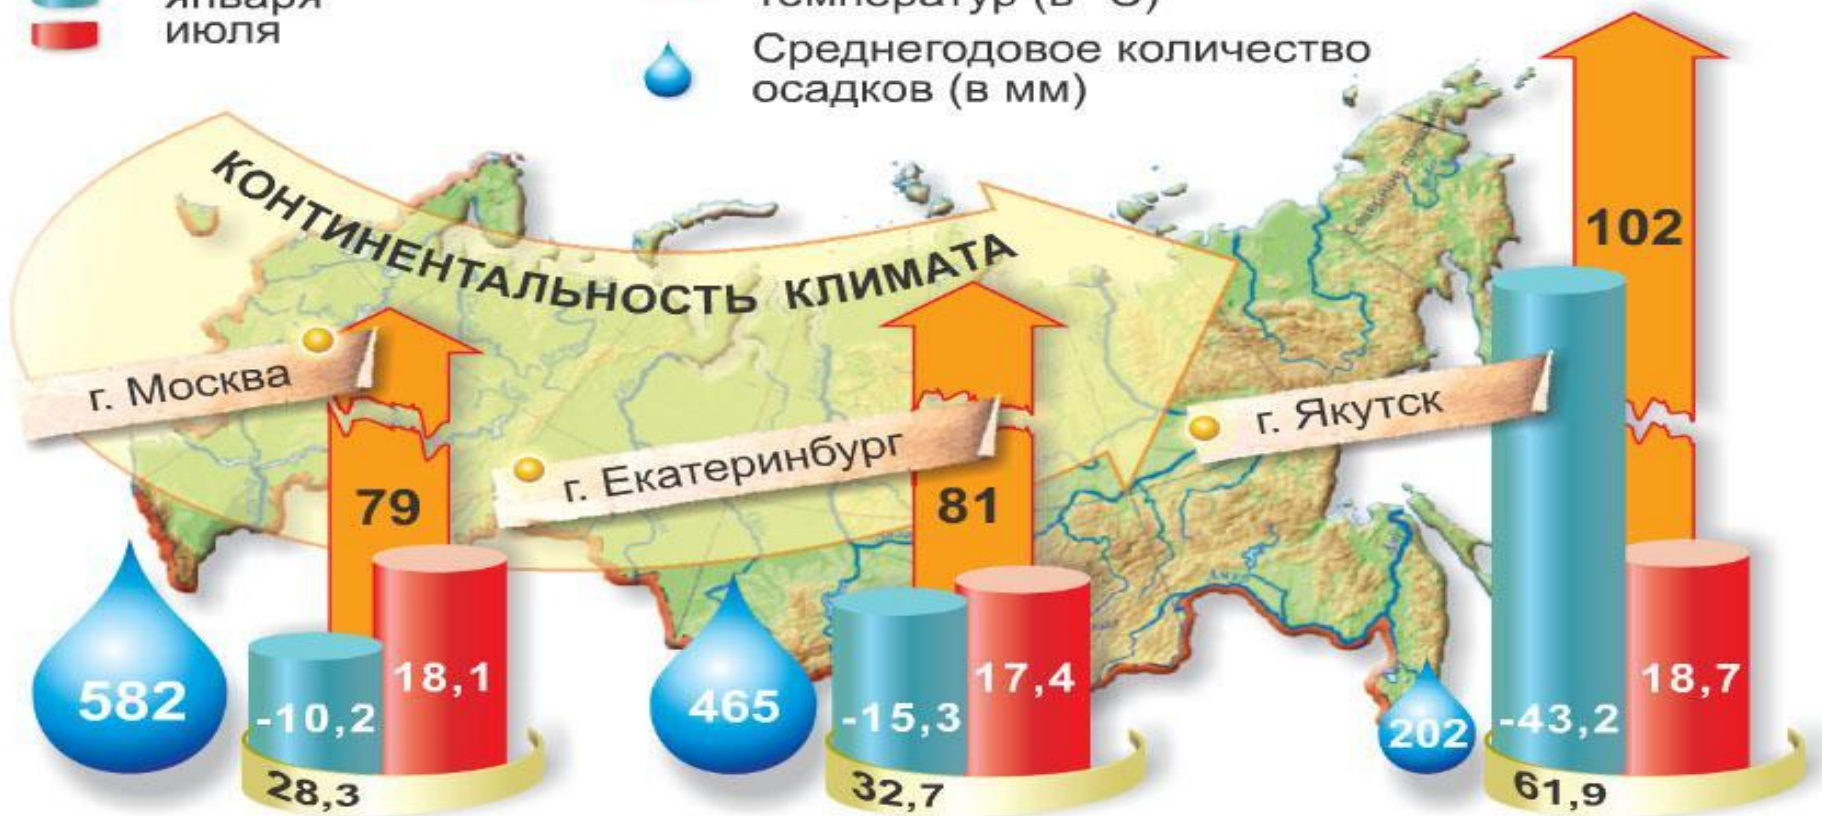 января
июля
температур (в °C)
Среднегодовое количество
осадков (в мм)
КОНТИНЕНТАЛЬНОСТЬ КЛИМАТА
102
г. Москва
г. Екатеринбург
г. Якутск
79
81
582
-10,2
18,1
28,3
465
-15,3
17,4
32,7
202
-43,2
18,7
61,9